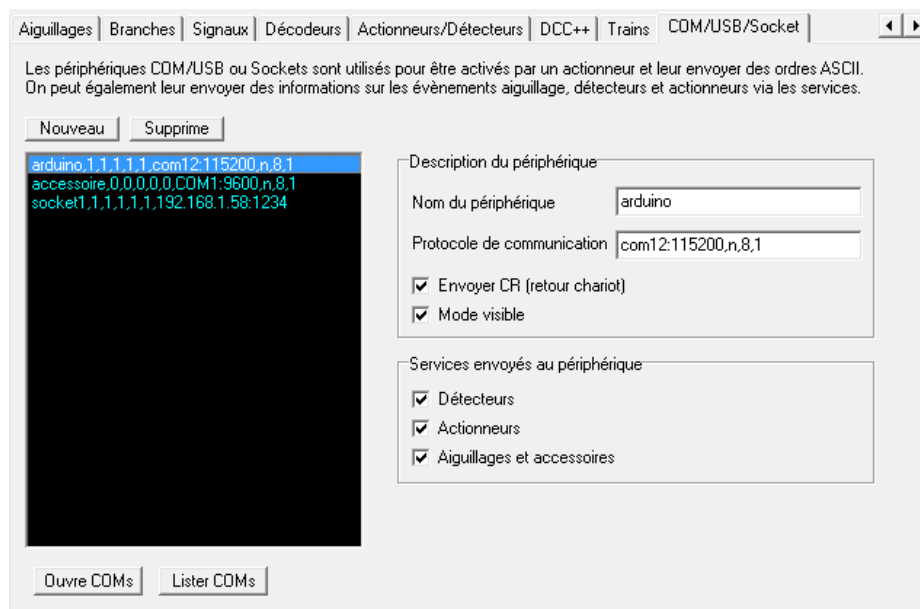 Aiguillages Branches Signaux Décodeurs Actionneurs/Détecteurs DCC++ Trains COM/USB/Socket
Les périphériques COM/USB ou Sockets sont utilisés pour être activés par un actionneur et leur envoyer des ordres ASCII.
On peut également leur envoyer des informations sur les évènements aiguillage, détecteurs et actionneurs via les services.
Nouveau Supprime
arduino,1,1,1,1,1,com12:115200,n,8,1
accessoire,0,0,0,0,0,COM1:9600,n,8,1
socket1,1,1,1,1,1,192.168.1.58:1234
Description du périphérique
Nom du périphérique arduino
Protocole de communication com12:115200,n,8,1
Envoyer CR (retour chariot)
Mode visible
Services envoyés au périphérique
Détecteurs
Actionneurs
Aiguillages et accessoires
Ouvre COMs Lister COMs